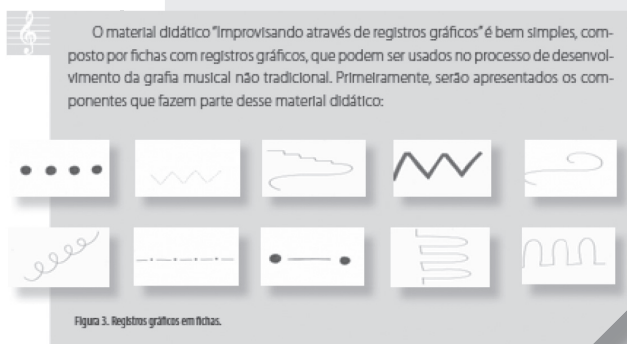 O material didático "Improvisando através de registros gráficos" é bem simples, com-
posto por fichas com registros gráficos, que podem ser usados no processo de desenvol-
vimento da grafia musical não tradicional. Primeiramente, serão apresentados os com-
ponentes que fazem parte desse material didático:
Figura 3. Registros gráficos em fichas.